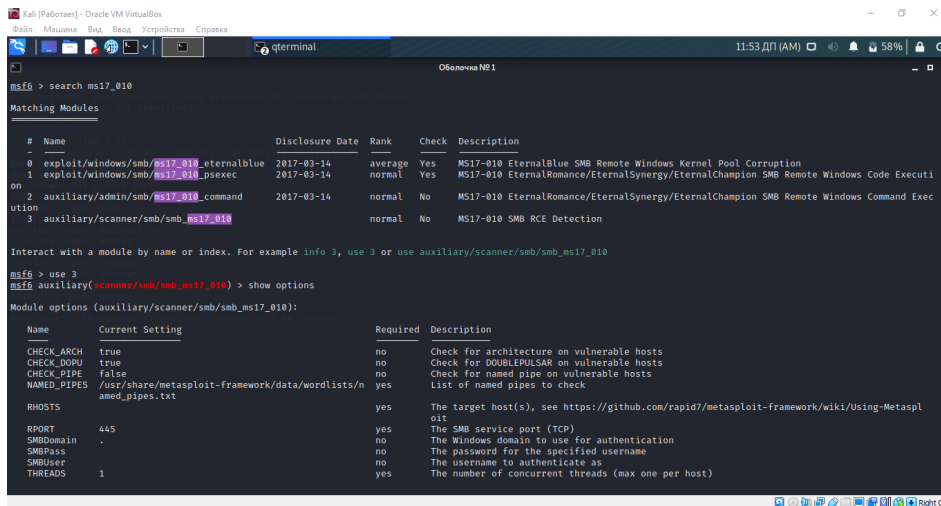 Kali [Работает] - Oracle VM VirtualBox
Файл Машина Вид Ввод Устройства Справка
qterminal 11:53 ДП (AM) 58%
Оболочка №1
msf6 > search ms17_010
Matching Modules
# Name Disclosure Date Rank Check Description
0 exploit/windows/smb/ms17_010_eternalblue 2017-03-14 average Yes MS17-010 EternalBlue SMB Remote Windows Kernel Pool Corruption
1 exploit/windows/smb/ms17_010_psexec 2017-03-14 normal Yes MS17-010 EternalRomance/EternalSynergy/EternalChampion SMB Remote Windows Code Executi
on
2 auxiliary/admin/smb/ms17_010_command 2017-03-14 normal No MS17-010 EternalRomance/EternalSynergy/EternalChampion SMB Remote Windows Command Exec
ution
3 auxiliary/scanner/smb/smb_ms17_010 normal No MS17-010 SMB RCE Detection
Interact with a module by name or index. For example info 3, use 3 or use auxiliary/scanner/smb/smb_ms17_010
msf6 > use 3
msf6 auxiliary(scanner/smb/smb_ms17_010) > show options
Module options (auxiliary/scanner/smb/smb_ms17_010):
Name Current Setting Required Description
CHECK_ARCH true no Check for architecture on vulnerable hosts
CHECK_DOPU true no Check for DOUBLEPULSAR on vulnerable hosts
CHECK_PIPE false no Check for named pipe on vulnerable hosts
NAMED_PIPES /usr/share/metasploit-framework/data/wordlists/n yes List of named pipes to check
amed_pipes.txt
RHOSTS yes The target host(s), see https://github.com/rapid7/metasploit-framework/wiki/Using-Metaspl
oit
RPORT 445 yes The SMB service port (TCP)
SMBDomain . no The Windows domain to use for authentication
SMBPass no The password for the specified username
SMBUser no The username to authenticate as
THREADS 1 yes The number of concurrent threads (max one per host)
Right C